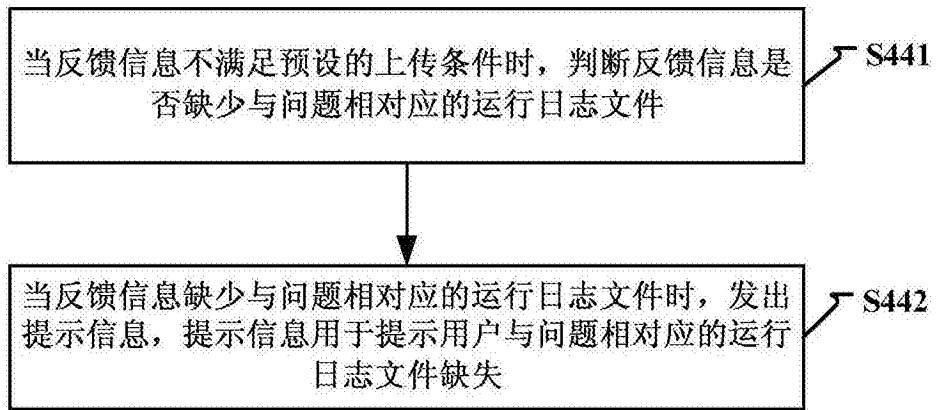 当反馈信息不满足预设的上传条件时，判断反馈信息是
否缺少与问题相对应的运行日志文件
S441
当反馈信息缺少与问题相对应的运行日志文件时，发出
提示信息，提示信息用于提示用户与问题相对应的运行
日志文件缺失
S442